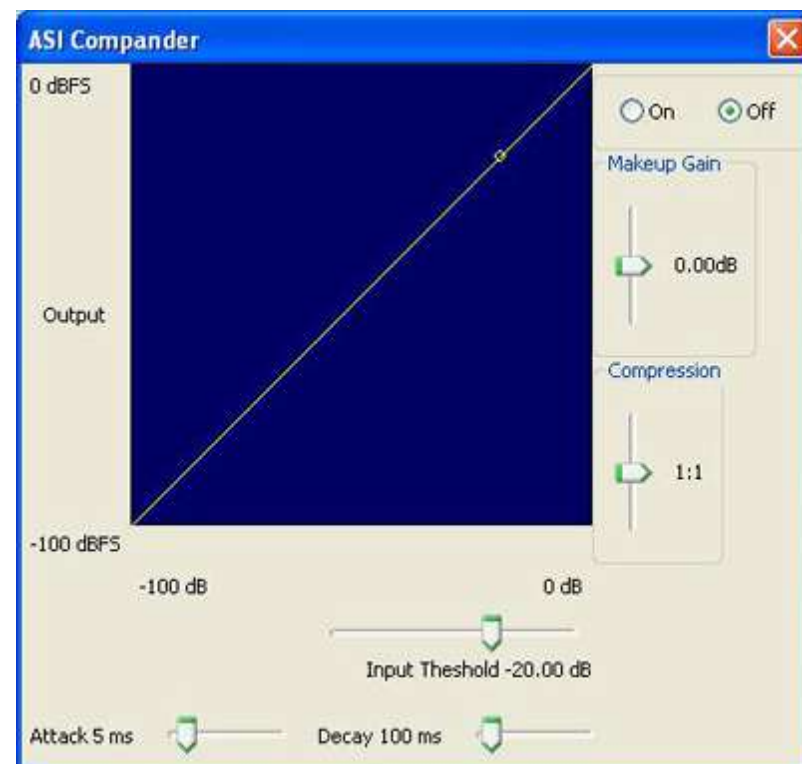 ASI Compander
0 dBFS
On Off
Makeup Gain
0.00dB
Output
Compression
1:1
-100 dBFS
-100 dB 0 dB
Input Theshold -20.00 dB
Attack 5 ms Decay 100 ms